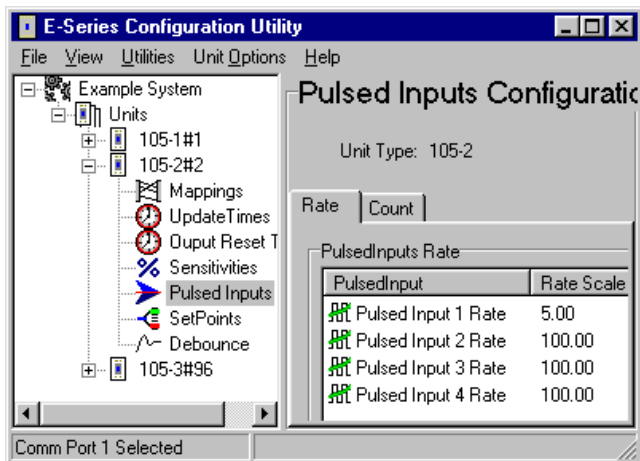 E-Series Configuration Utility
File View Utilities Unit Options Help
Example System
Units
105-1#1
105-2#2
Mappings
UpdateTimes
Ouput Reset T
Sensitivities
Pulsed Inputs
SetPoints
Debounce
105-3#96
Pulsed Inputs Configuratic
Unit Type: 105-2
Rate Count
PulsedInputs Rate
PulsedInput Rate Scale
Pulsed Input 1 Rate 5.00
Pulsed Input 2 Rate 100.00
Pulsed Input 3 Rate 100.00
Pulsed Input 4 Rate 100.00
Comm Port 1 Selected